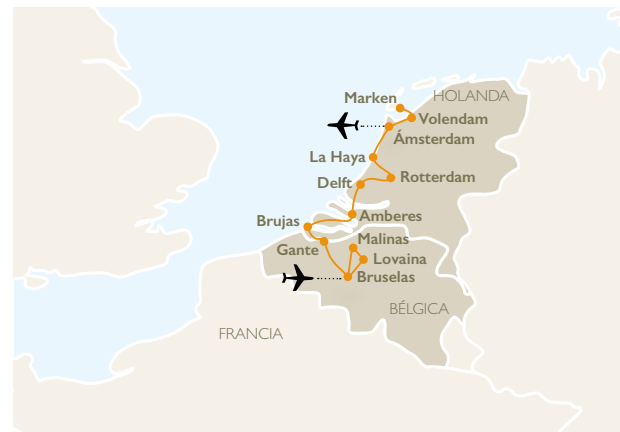 HOLANDA
Marken
Volendam
Ámsterdam
La Haya
Rotterdam
Delft
Amberes
Brujas
Malinas
Gante
Lovaina
Bruselas
BÉLGICA
FRANCIA